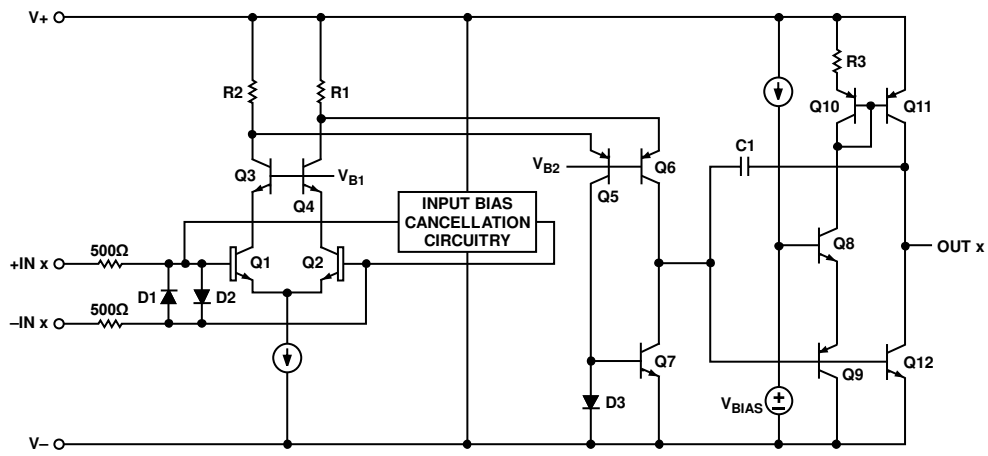 V+
R2
R1
R3
Q10
Q11
C1
Q3
V_B1
Q4
V_B2
Q5
Q6
INPUT BIAS
CANCELLATION
CIRCUITRY
Q8
OUT x
500Ω
+IN x
Q1
Q2
D1
D2
500Ω
–IN x
Q7
Q9
Q12
D3
V_BIAS
V–